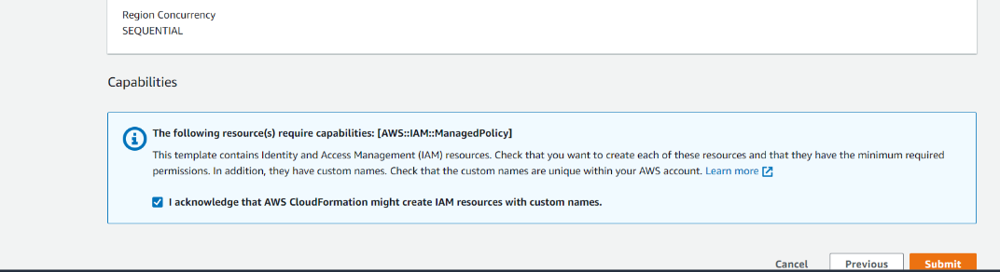 Region Concurrency
SEQUENTIAL
Capabilities
The following resource(s) require capabilities: [AWS::IAM::ManagedPolicy]
This template contains Identity and Access Management (IAM) resources. Check that you want to create each of these resources and that they have the minimum required
permissions. In addition, they have custom names. Check that the custom names are unique within your AWS account. Learn more
I acknowledge that AWS CloudFormation might create IAM resources with custom names.
Cancel Previous Submit